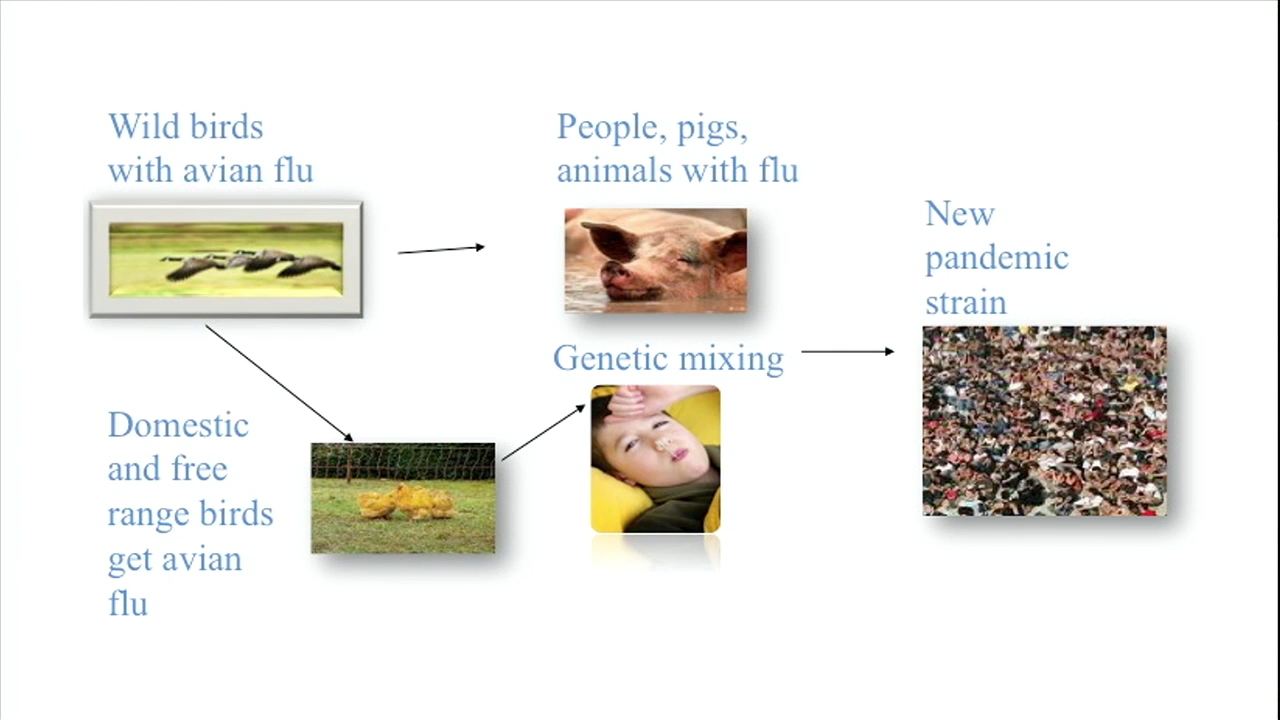 Wild birds
with avian flu
People, pigs,
animals with flu
New
pandemic
strain
Genetic mixing
Domestic
and free
range birds
get avian
flu